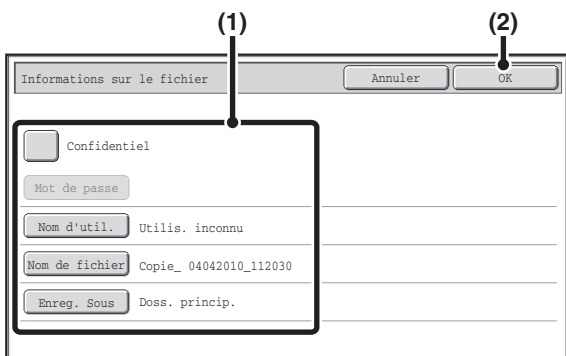 (1) (2)
Informations sur le fichier Annuler OK
Confidentiel
Mot de passe
Nom d'util. Utilis. inconnu
Nom de fichier Copie_ 04042010_112030
Enreg. Sous Doss. princip.